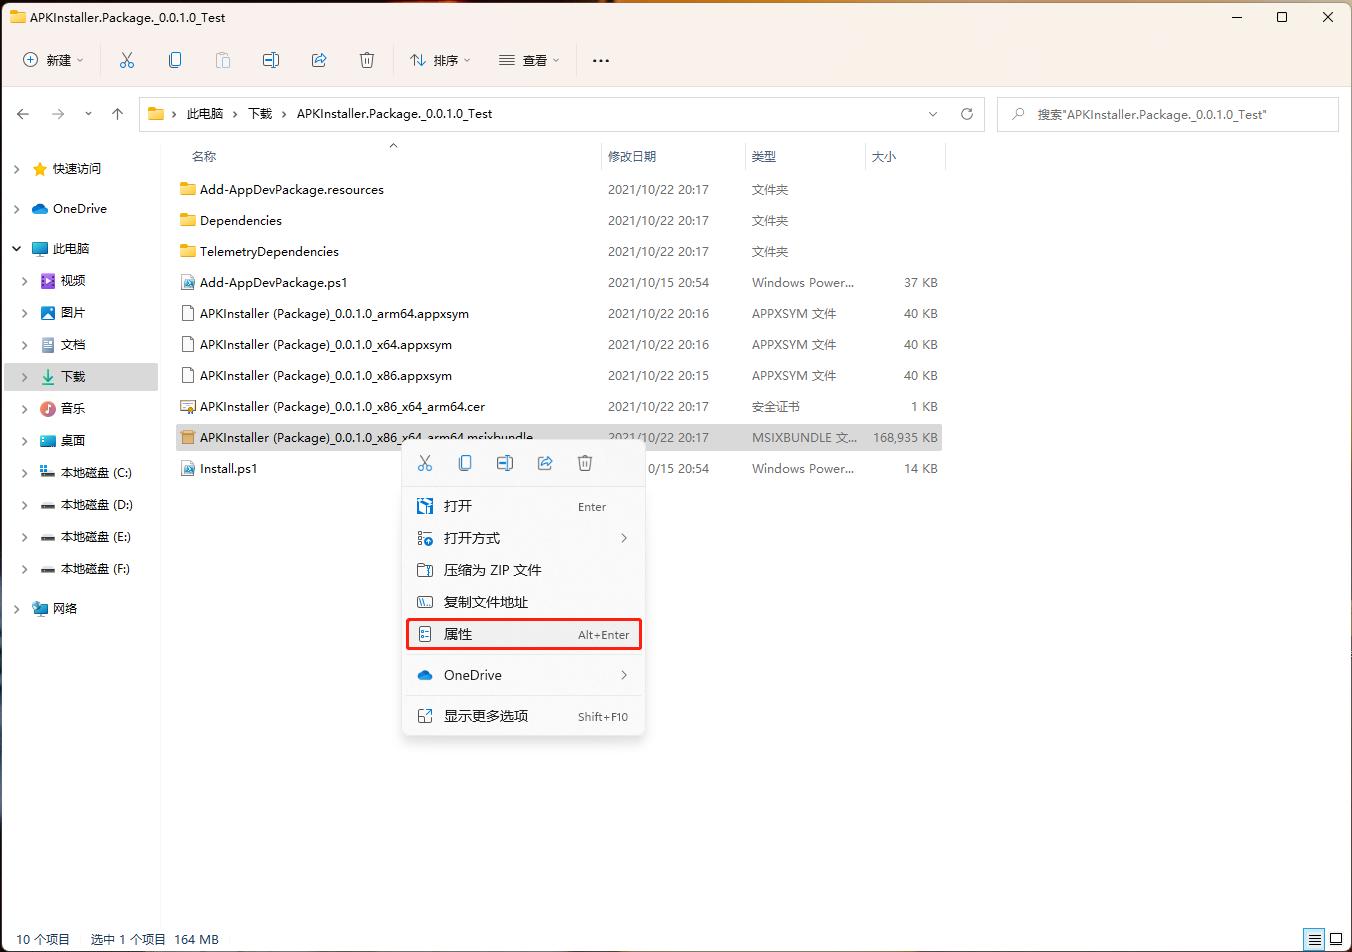 APKInstaller.Package._0.0.1.0_Test
新建
排序
查看
此电脑 下载 APKInstaller.Package._0.0.1.0_Test
搜索"APKInstaller.Package._0.0.1.0_Test"
快速访问
OneDrive
此电脑
视频
图片
文档
下载
音乐
桌面
本地磁盘 (C:)
本地磁盘 (D:)
本地磁盘 (E:)
本地磁盘 (F:)
网络
名称 修改日期 类型 大小
Add-AppDevPackage.resources 2021/10/22 20:17 文件夹
Dependencies 2021/10/22 20:17 文件夹
TelemetryDependencies 2021/10/22 20:17 文件夹
Add-AppDevPackage.ps1 2021/10/15 20:54 Windows Power... 37 KB
APKInstaller (Package)_0.0.1.0_arm64.appxsym 2021/10/22 20:16 APPXSYM 文件 40 KB
APKInstaller (Package)_0.0.1.0_x64.appxsym 2021/10/22 20:16 APPXSYM 文件 40 KB
APKInstaller (Package)_0.0.1.0_x86.appxsym 2021/10/22 20:15 APPXSYM 文件 40 KB
APKInstaller (Package)_0.0.1.0_x86_x64_arm64.cer 2021/10/22 20:17 安全证书 1 KB
APKInstaller (Package)_0.0.1.0_x86_x64_arm64.msixbundle 2021/10/22 20:17 MSIXBUNDLE 文... 168,935 KB
Install.ps1 0/15 20:54 Windows Power... 14 KB
打开 Enter
打开方式
压缩为 ZIP 文件
复制文件地址
属性 Alt+Enter
OneDrive
显示更多选项 Shift+F10
10 个项目 选中 1 个项目 164 MB